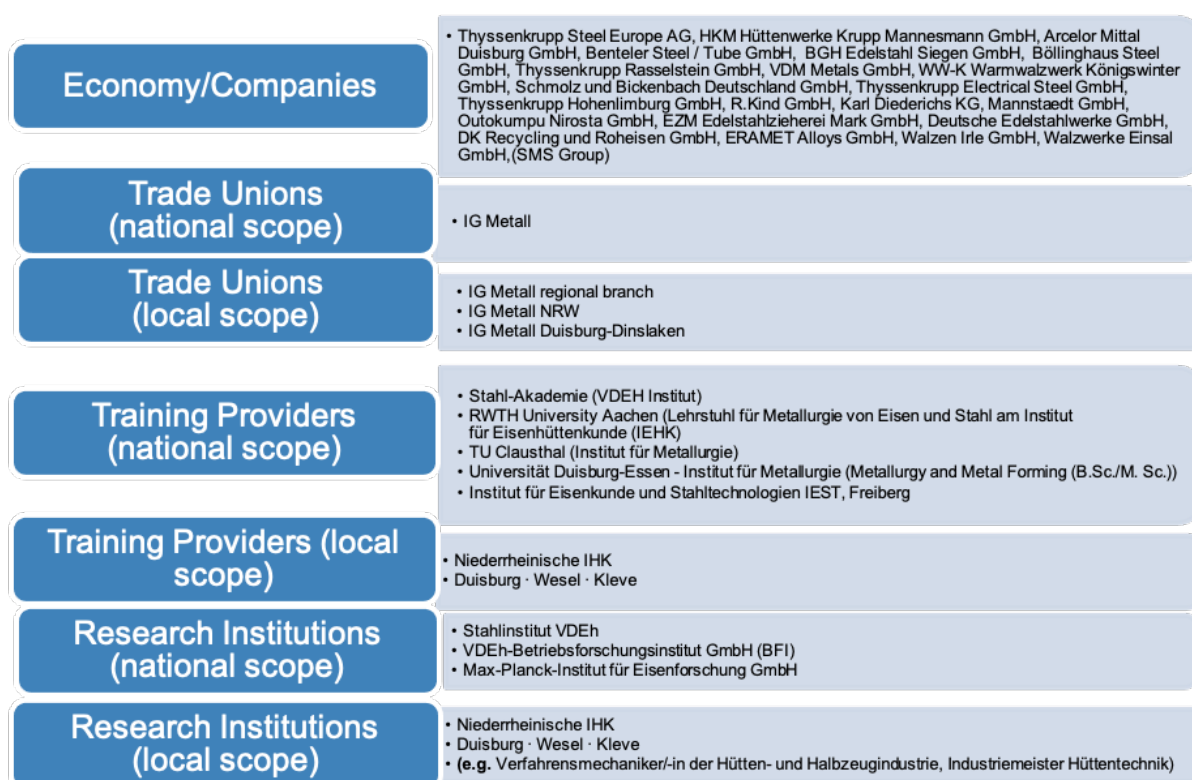 Economy/Companies
• Thyssenkrupp Steel Europe AG, HKM Hüttenwerke Krupp Mannesmann GmbH, Arcelor Mittal
Duisburg GmbH, Benteler Steel / Tube GmbH, BGH Edelstahl Siegen GmbH, Böllinghaus Steel
GmbH, Thyssenkrupp Rasselstein GmbH, VDM Metals GmbH, WW-K Warmwalzwerk Königswinter
GmbH, Schmolz und Bickenbach Deutschland GmbH, Thyssenkrupp Electrical Steel GmbH,
Thyssenkrupp Hohenlimburg GmbH, R.Kind GmbH, Karl Diederichs KG, Mannstaedt GmbH,
Outokumpu Nirosta GmbH, EZM Edelstahlzieherei Mark GmbH, Deutsche Edelstahlwerke GmbH,
DK Recycling und Roheisen GmbH, ERAMET Alloys GmbH, Walzen Irle GmbH, Walzwerke Einsal
GmbH,(SMS Group)
Trade Unions
(national scope)
• IG Metall
Trade Unions
(local scope)
• IG Metall regional branch
• IG Metall NRW
• IG Metall Duisburg-Dinslaken
Training Providers
(national scope)
• Stahl-Akademie (VDEH Institut)
• RWTH University Aachen (Lehrstuhl für Metallurgie von Eisen und Stahl am Institut
für Eisenhüttenkunde (IEHK)
• TU Clausthal (Institut für Metallurgie)
• Universität Duisburg-Essen - Institut für Metallurgie (Metallurgy and Metal Forming (B.Sc./M. Sc.))
• Institut für Eisenkunde und Stahltechnologien IEST, Freiberg
Training Providers (local
scope)
• Niederrheinische IHK
• Duisburg · Wesel · Kleve
Research Institutions
(national scope)
• Stahlinstitut VDEh
• VDEh-Betriebsforschungsinstitut GmbH (BFI)
• Max-Planck-Institut für Eisenforschung GmbH
Research Institutions
(local scope)
• Niederrheinische IHK
• Duisburg · Wesel · Kleve
• (e.g. Verfahrensmechaniker/-in der Hütten- und Halbzeugindustrie, Industriemeister Hüttentechnik)